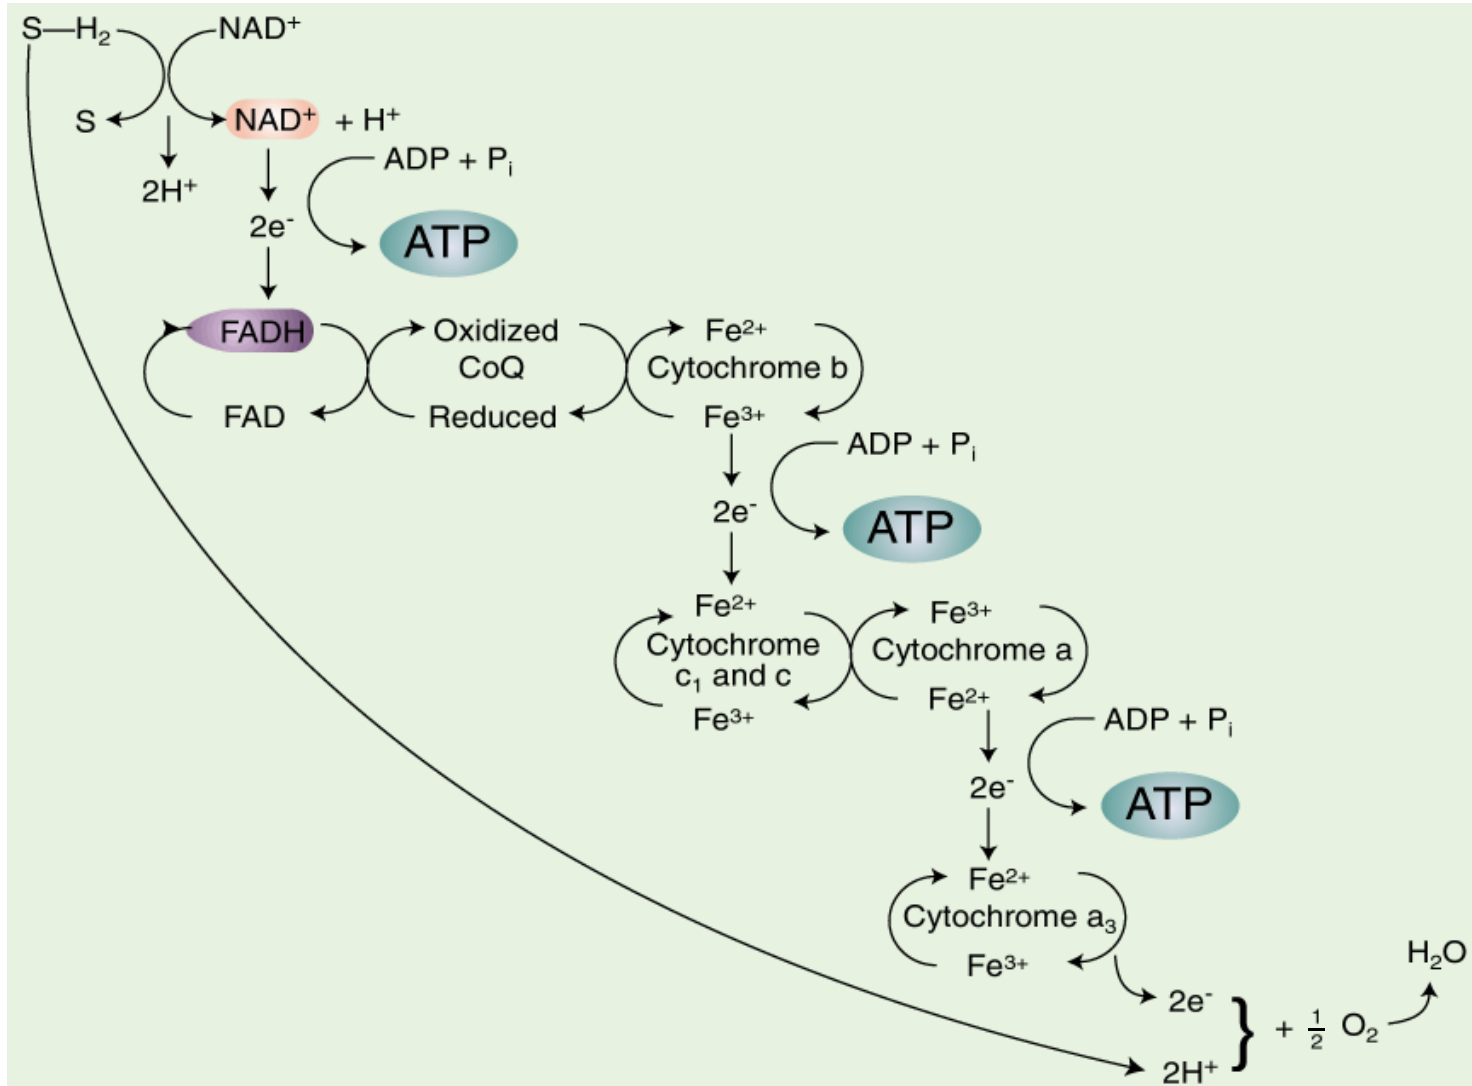 S—H₂
NAD⁺
S
NAD⁺ + H⁺
2H⁺
ADP + Pᵢ
2e⁻
ATP
FADH
FAD
Oxidized
CoQ
Reduced
Fe²⁺
Cytochrome b
Fe³⁺
ADP + Pᵢ
2e⁻
ATP
Fe²⁺
Cytochrome
c₁ and c
Fe³⁺
Fe³⁺
Cytochrome a
Fe²⁺
ADP + Pᵢ
2e⁻
ATP
Fe²⁺
Cytochrome a₃
Fe³⁺
2e⁻
2H⁺
} + ½ O₂
H₂O